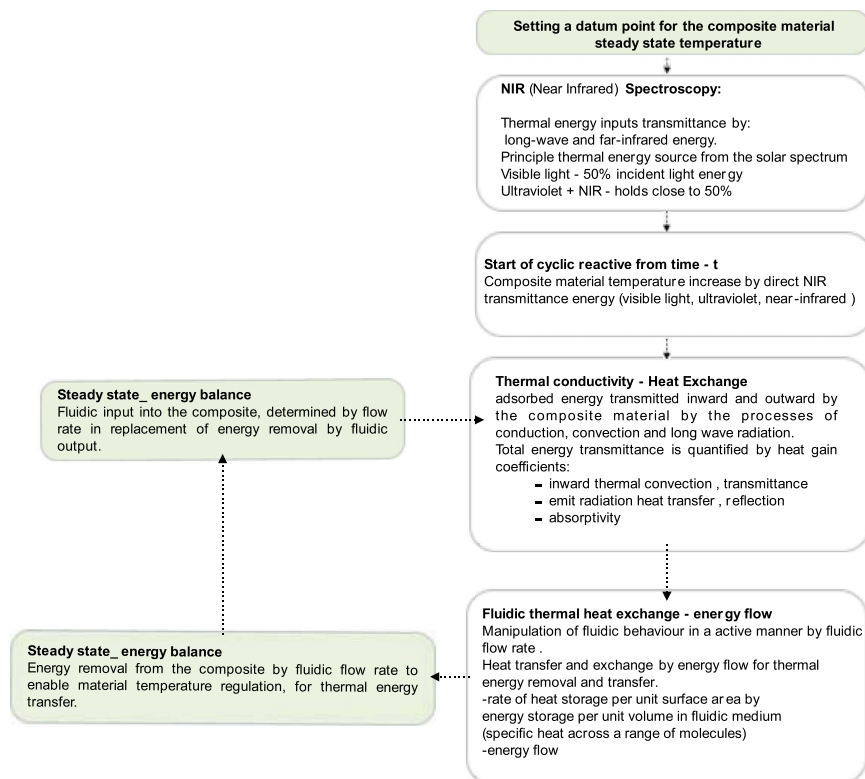 Setting a datum point for the composite material
steady state temperature
NIR (Near Infrared) Spectroscopy:
Thermal energy inputs transmittance by:
long-wave and far-infrared energy.
Principle thermal energy source from the solar spectrum
Visible light - 50% incident light energy
Ultraviolet + NIR - holds close to 50%
Start of cyclic reactive from time - t
Composite material temperature increase by direct NIR
transmittance energy (visible light, ultraviolet, near-infrared )
Thermal conductivity - Heat Exchange
adsorbed energy transmitted inward and outward by
the composite material by the processes of
conduction, convection and long wave radiation.
Total energy transmittance is quantified by heat gain
coefficients:
- inward thermal convection , transmittance
- emit radiation heat transfer , reflection
- absorptivity
Steady state_ energy balance
Fluidic input into the composite, determined by flow
rate in replacement of energy removal by fluidic
output.
Fluidic thermal heat exchange - energy flow
Manipulation of fluidic behaviour in a active manner by fluidic
flow rate .
Heat transfer and exchange by energy flow for thermal
energy removal and transfer.
-rate of heat storage per unit surface area by
energy storage per unit volume in fluidic medium
(specific heat across a range of molecules)
-energy flow
Steady state_ energy balance
Energy removal from the composite by fluidic flow rate to
enable material temperature regulation, for thermal energy
transfer.